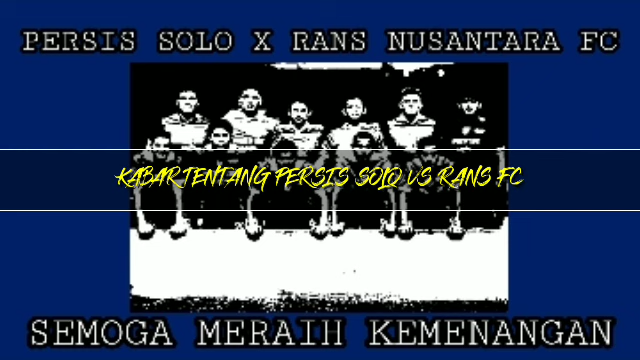 PERSIS SOLO X RANS NUSANTARA FC
KABAR TENTANG PERSIS SOLO VS RANS FC
SEMOGA MERAIH KEMENANGAN